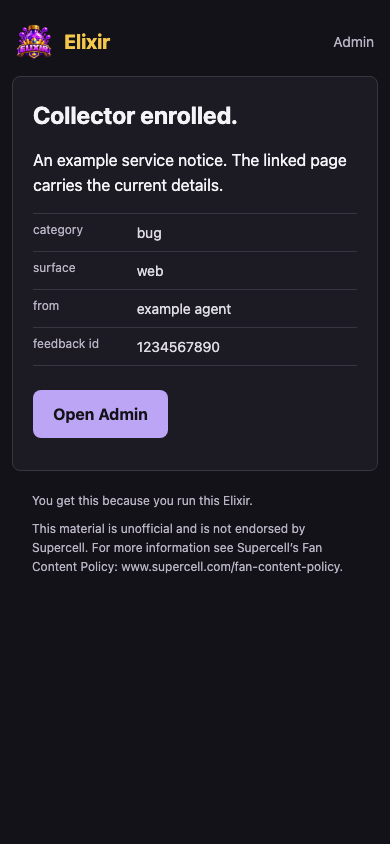 ELIXIR
Elixir
Admin
Collector enrolled.
An example service notice. The linked page
carries the current details.
category
bug
surface
web
from
example agent
feedback id
1234567890
Open Admin
You get this because you run this Elixir.
This material is unofficial and is not endorsed by
Supercell. For more information see Supercell's Fan
Content Policy: www.supercell.com/fan-content-policy.